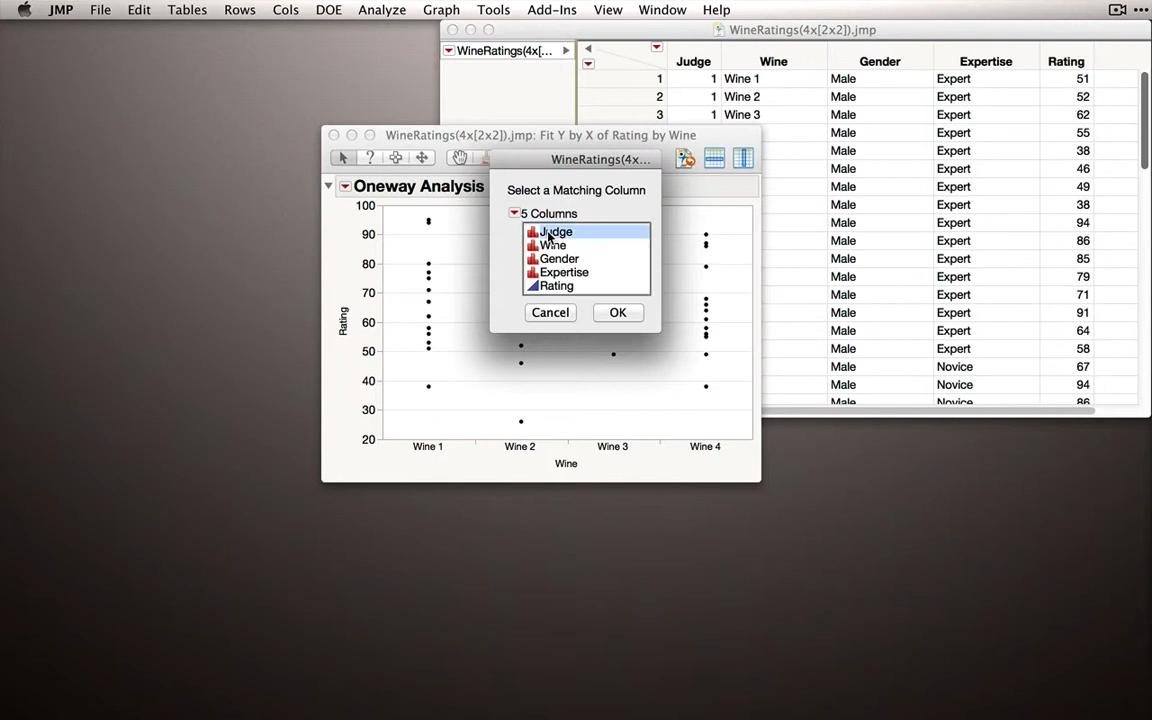 JMP File Edit Tables Rows Cols DOE Analyze Graph Tools Add-Ins View Window Help
WineRatings(4x[2x2]).jmp
WineRatings(4x[...
Judge Wine Gender Expertise Rating
1 1 Wine 1 Male Expert 51
2 1 Wine 2 Male Expert 52
3 1 Wine 3 Male Expert 62
Male Expert 55
Male Expert 38
Male Expert 46
Male Expert 49
Male Expert 38
Male Expert 94
Male Expert 86
Male Expert 85
Male Expert 79
Male Expert 71
Male Expert 91
Male Expert 64
Male Expert 58
Male Novice 67
Male Novice 94
Male Novice 86
WineRatings(4x[2x2]).jmp: Fit Y by X of Rating by Wine
?
Oneway Analysis
100
90
80
70
60
50
40
30
20
Rating
Wine 1 Wine 2 Wine 3 Wine 4
Wine
WineRatings(4x...
Select a Matching Column
5 Columns
Judge
Wine
Gender
Expertise
Rating
Cancel OK